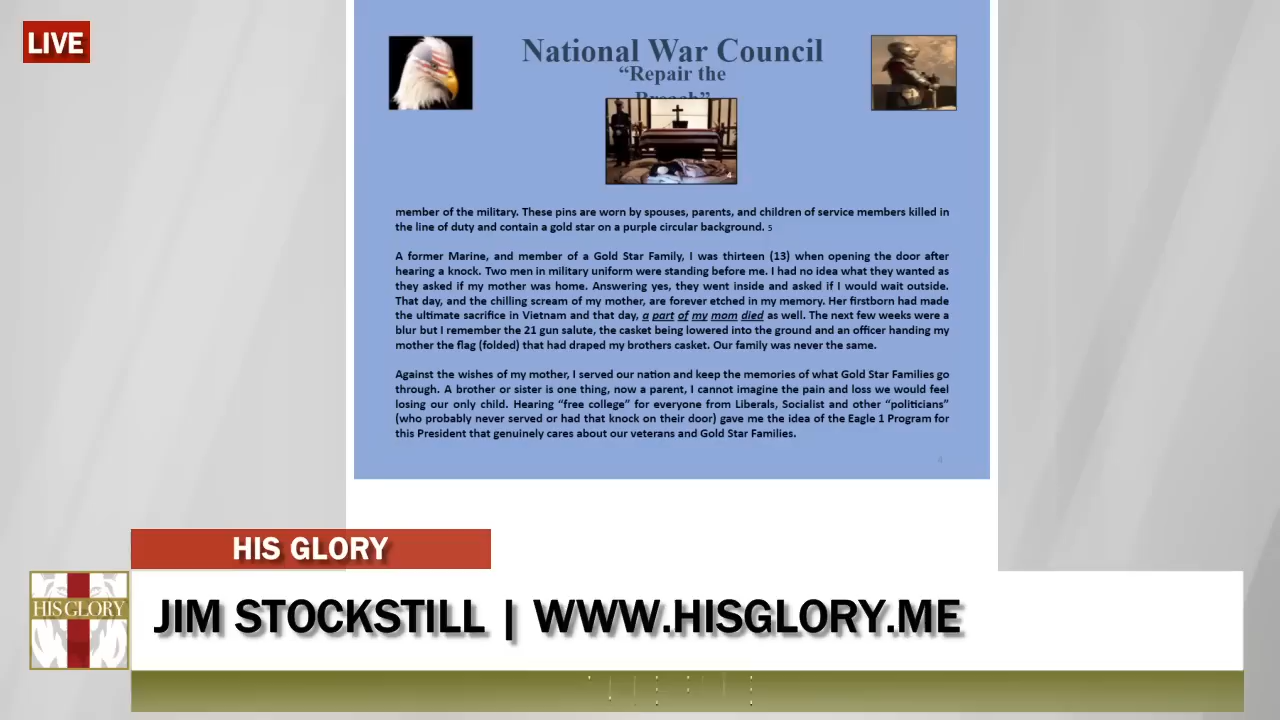 LIVE
National War Council
“Repair the
Breach”
4
member of the military. These pins are worn by spouses, parents, and children of service members killed in
the line of duty and contain a gold star on a purple circular background. 5
A former Marine, and member of a Gold Star Family, I was thirteen (13) when opening the door after
hearing a knock. Two men in military uniform were standing before me. I had no idea what they wanted as
they asked if my mother was home. Answering yes, they went inside and asked if I would wait outside.
That day, and the chilling scream of my mother, are forever etched in my memory. Her firstborn had made
the ultimate sacrifice in Vietnam and that day, a part of my mom died as well. The next few weeks were a
blur but I remember the 21 gun salute, the casket being lowered into the ground and an officer handing my
mother the flag (folded) that had draped my brothers casket. Our family was never the same.
Against the wishes of my mother, I served our nation and keep the memories of what Gold Star Families go
through. A brother or sister is one thing, now a parent, I cannot imagine the pain and loss we would feel
losing our only child. Hearing “free college” for everyone from Liberals, Socialist and other “politicians”
(who probably never served or had that knock on their door) gave me the idea of the Eagle 1 Program for
this President that genuinely cares about our veterans and Gold Star Families.
HIS GLORY
HIS GLORY
JIM STOCKSTILL | WWW.HISGLORY.ME